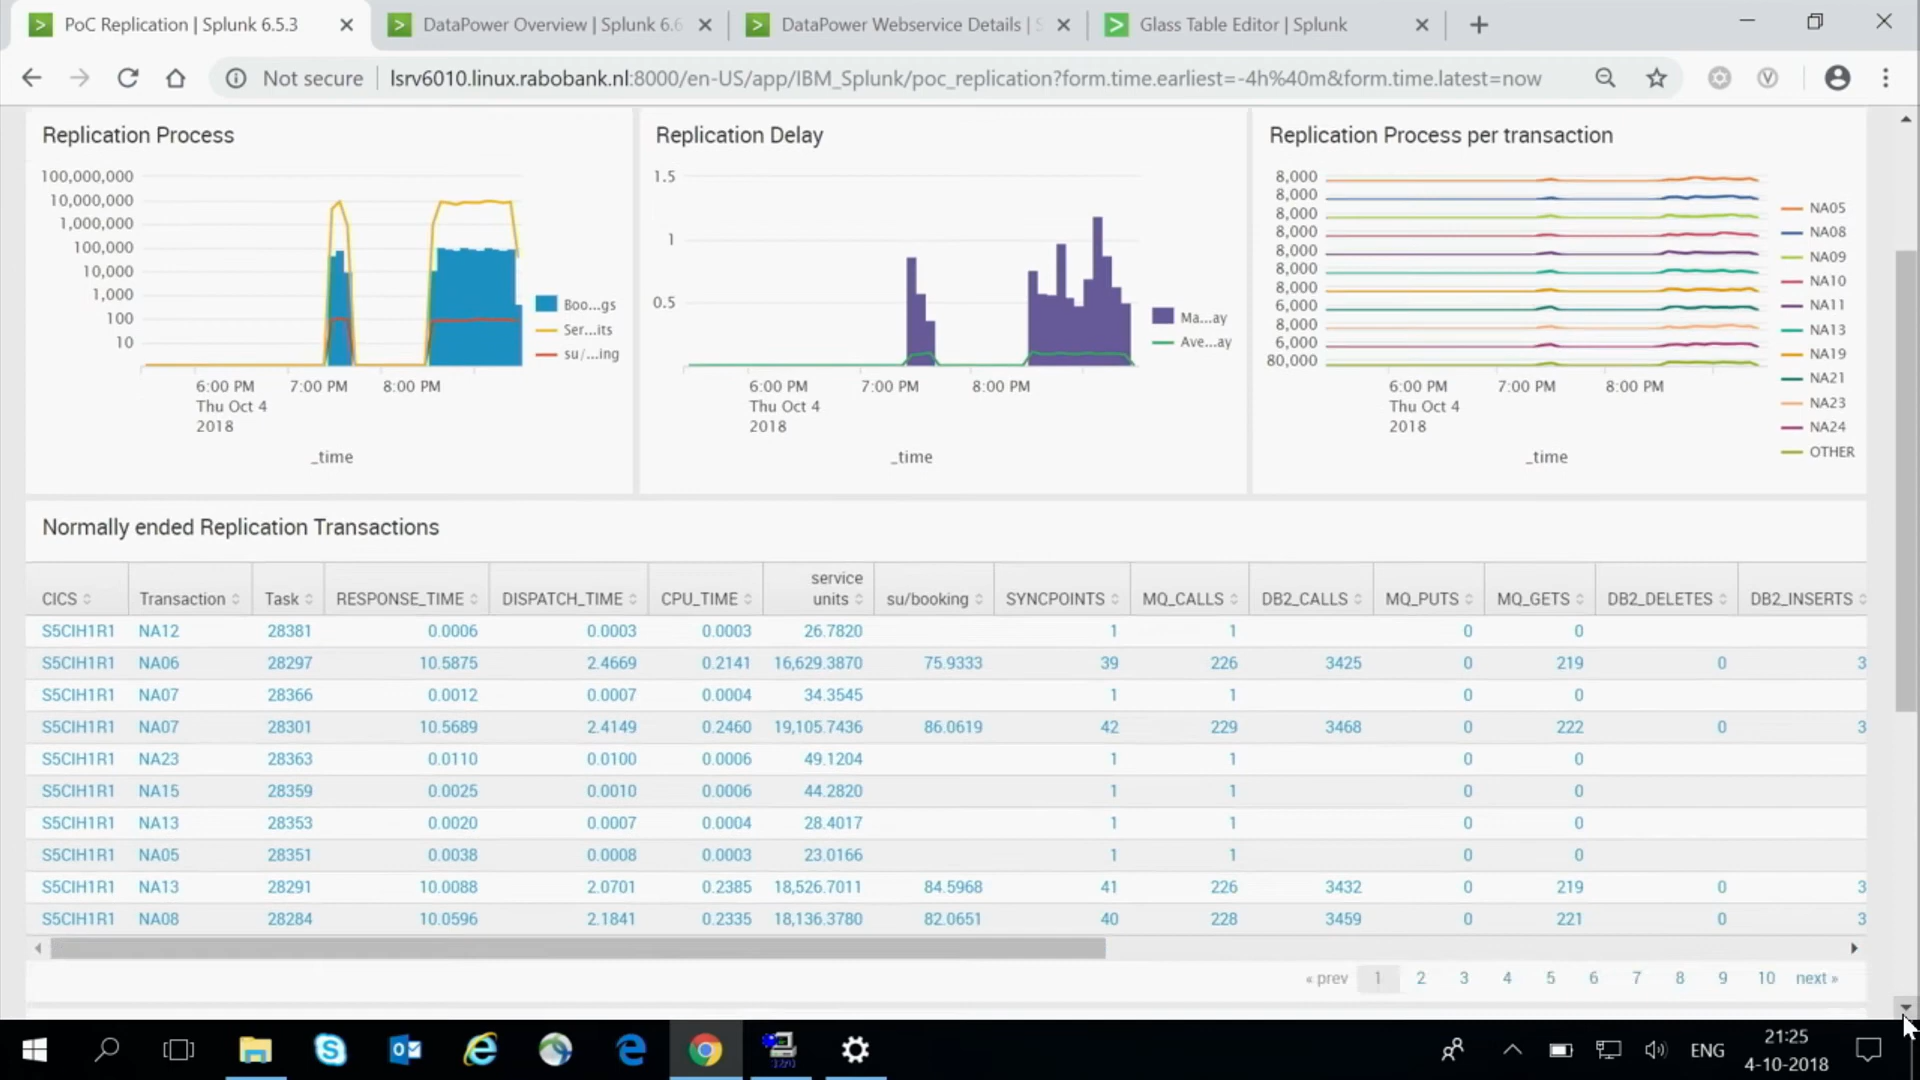 PoC Replication | Splunk 6.5.3
DataPower Overview | Splunk 6.6
DataPower Webservice Details | S
Glass Table Editor | Splunk
Not secure
lsrv6010.linux.rabobank.nl:8000/en-US/app/IBM_Splunk/poc_replication?form.time.earliest=-4h%40m&form.time.latest=now
Replication Process
100,000,000
10,000,000
1,000,000
100,000
10,000
1,000
100
10
6:00 PM 7:00 PM 8:00 PM
Thu Oct 4
2018
_time
Boo...gs
Ser...its
su/...ing
Replication Delay
1.5
1
0.5
6:00 PM 7:00 PM 8:00 PM
Thu Oct 4
2018
_time
Ma...ay
Ave...ay
Replication Process per transaction
8,000
8,000
8,000
8,000
8,000
8,000
8,000
6,000
8,000
6,000
80,000
6:00 PM 7:00 PM 8:00 PM
Thu Oct 4
2018
_time
NA05
NA08
NA09
NA10
NA11
NA13
NA19
NA21
NA23
NA24
OTHER
Normally ended Replication Transactions
CICS Transaction Task RESPONSE_TIME DISPATCH_TIME CPU_TIME service units su/booking SYNCPOINTS MQ_CALLS DB2_CALLS MQ_PUTS MQ_GETS DB2_DELETES DB2_INSERTS
S5CIH1R1 NA12 28381 0.0006 0.0003 0.0003 26.7820 1 1 0 0
S5CIH1R1 NA06 28297 10.5875 2.4669 0.2141 16,629.3870 75.9333 39 226 3425 0 219 0 3
S5CIH1R1 NA07 28366 0.0012 0.0007 0.0004 34.3545 1 1 0 0
S5CIH1R1 NA07 28301 10.5689 2.4149 0.2460 19,105.7436 86.0619 42 229 3468 0 222 0 3
S5CIH1R1 NA23 28363 0.0110 0.0100 0.0006 49.1204 1 1 0 0
S5CIH1R1 NA15 28359 0.0025 0.0010 0.0006 44.2820 1 1 0 0
S5CIH1R1 NA13 28353 0.0020 0.0007 0.0004 28.4017 1 1 0 0
S5CIH1R1 NA05 28351 0.0038 0.0008 0.0003 23.0166 1 1 0 0
S5CIH1R1 NA13 28291 10.0088 2.0701 0.2385 18,526.7011 84.5968 41 226 3432 0 219 0 3
S5CIH1R1 NA08 28284 10.0596 2.1841 0.2335 18,136.3780 82.0651 40 228 3459 0 221 0 3
« prev 1 2 3 4 5 6 7 8 9 10 next »
ENG
21:25
4-10-2018